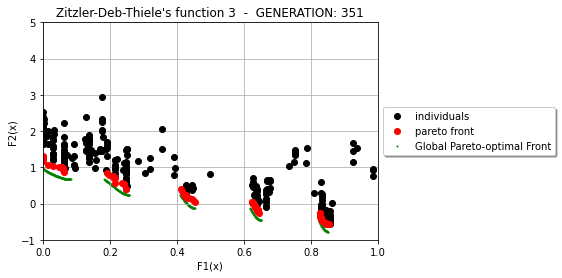 Zitzler-Deb-Thiele's function 3  -  GENERATION: 351
5
4
3
2
1
0
−1
F2(x)
0.0 0.2 0.4 0.6 0.8 1.0
F1(x)
individuals
pareto front
Global Pareto-optimal Front